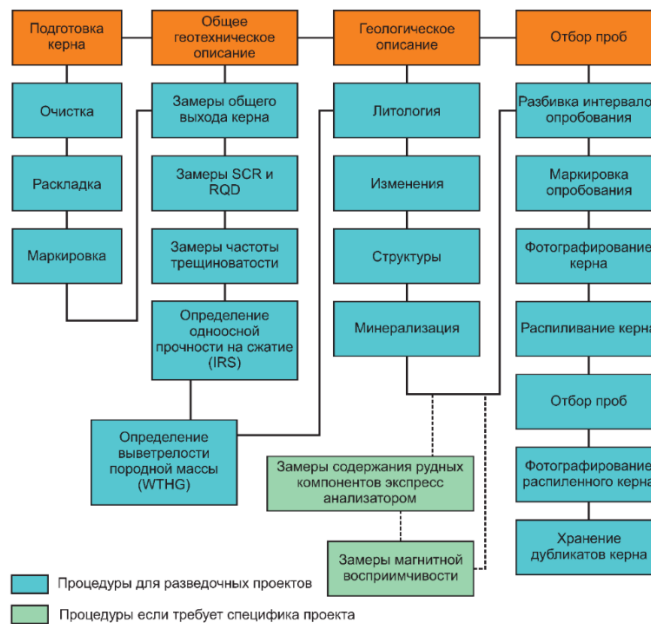 Подготовка
керна
Общее
геотехническое
описание
Геологическое
описание
Отбор проб
Очистка
Раскладка
Маркировка
Замеры общего
выхода керна
Замеры SCR и
RQD
Замеры частоты
трещиноватости
Определение
одноосной
прочности на сжатие
(IRS)
Определение
выветрелости
породной массы
(WTHG)
Литология
Изменения
Структуры
Минерализация
Замеры содержания рудных
компонентов экспресс
анализатором
Замеры магнитной
восприимчивости
Разбивка интервалов
опробования
Маркировка
опробования
Фотографирование
керна
Распиливание керна
Отбор проб
Фотографирование
распиленного керна
Хранение
дубликатов керна
Процедуры для разведочных проектов
Процедуры если требует специфика проекта